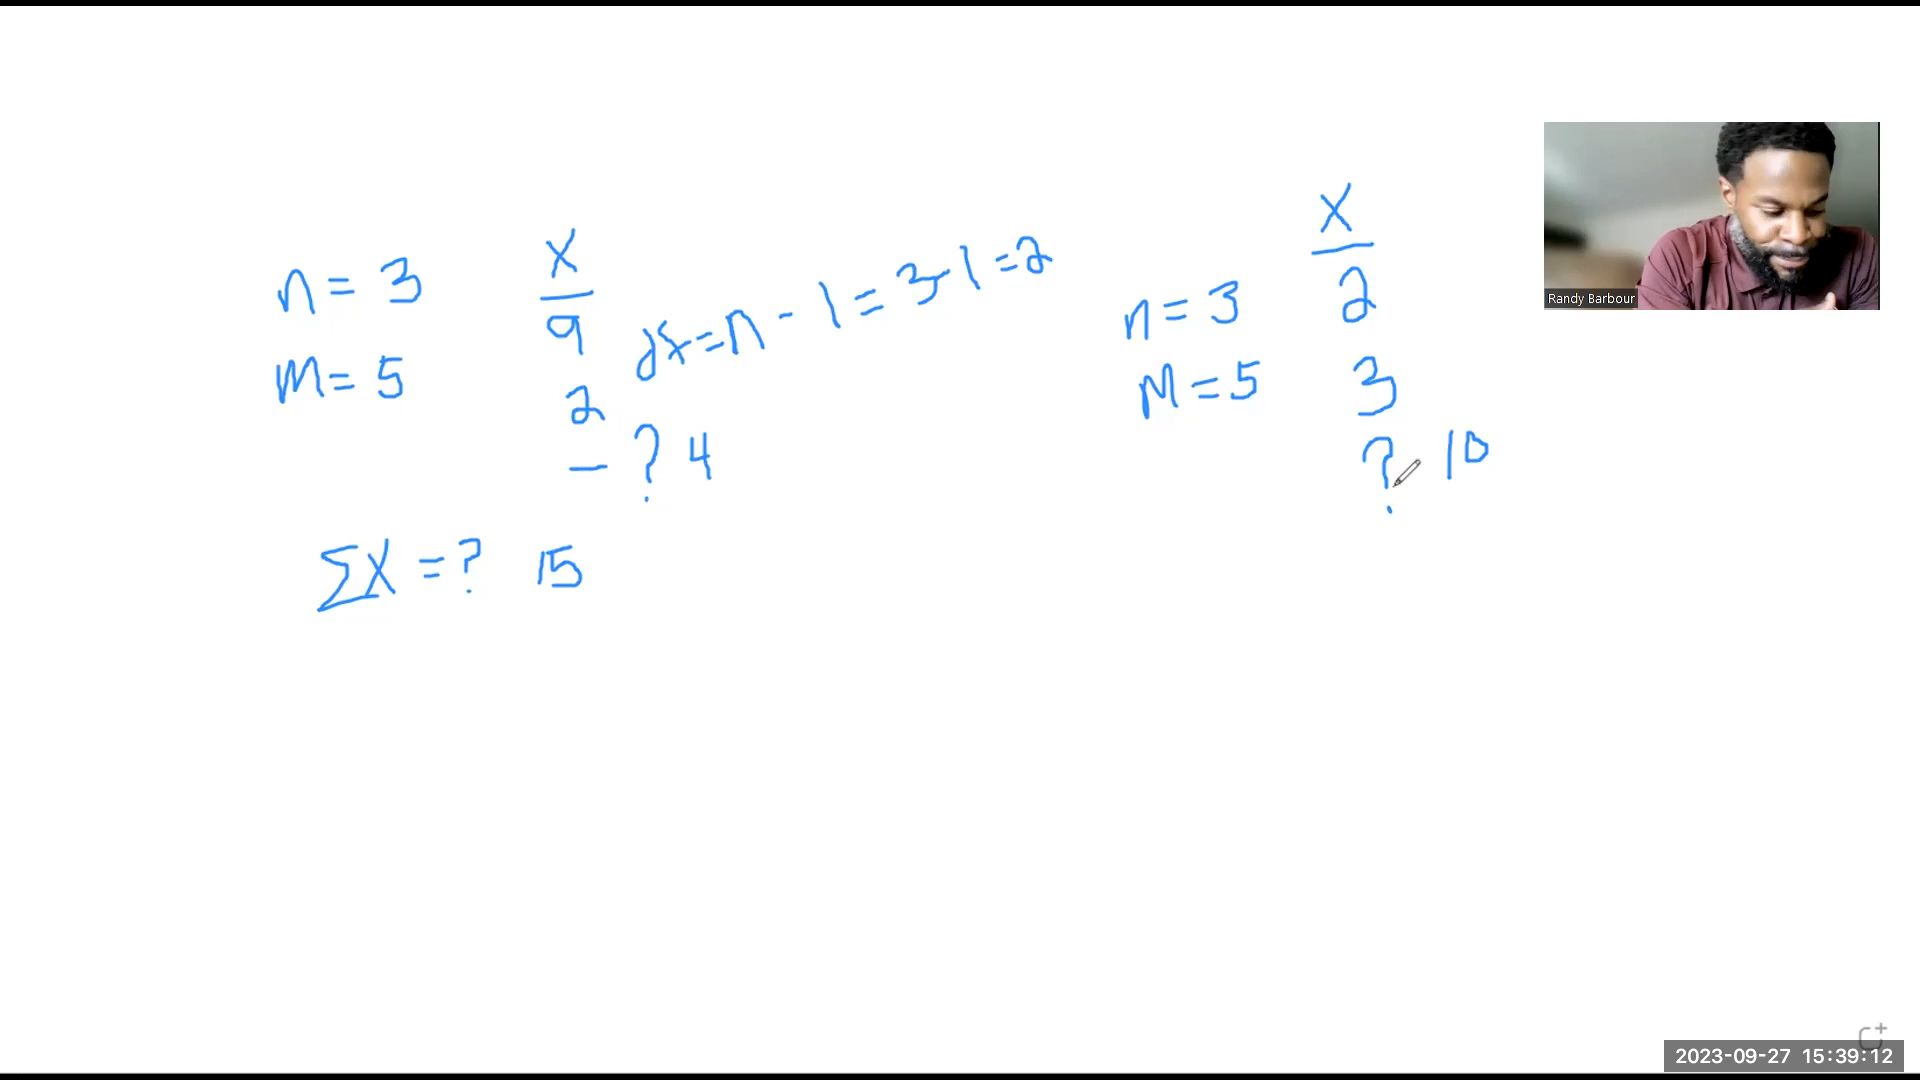 n = 3
M = 5
X
9
2
– ? 4
ΣX = ? 15
df = n - 1 = 3 - 1 = 2
n = 3
M = 5
X
2
3
? 10
Randy Barbour
2023-09-27 15:39:12